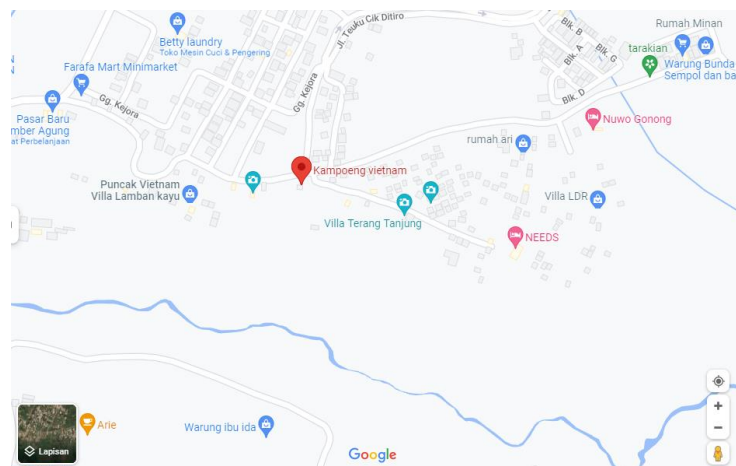 Betty laundry
Toko Mesin Cuci & Pengering
Jl. Teuku Cik Ditiro
Blk. B
Blk. A
Blk. G
Rumah Minan
tarakian
Warung Bunda
Sempol dan ba
Farafa Mart Minimarket
Gg. Kejora
Gg. Kejora
Blk. D
Pasar Baru
mber Agung
at Perbelanjaan
Nuwo Gonong
rumah ari
Kampoeng vietnam
Puncak Vietnam
Villa Lamban kayu
Villa LDR
Villa Terang Tanjung
NEEDS
Arie
Warung ibu ida
Lapisan
Google